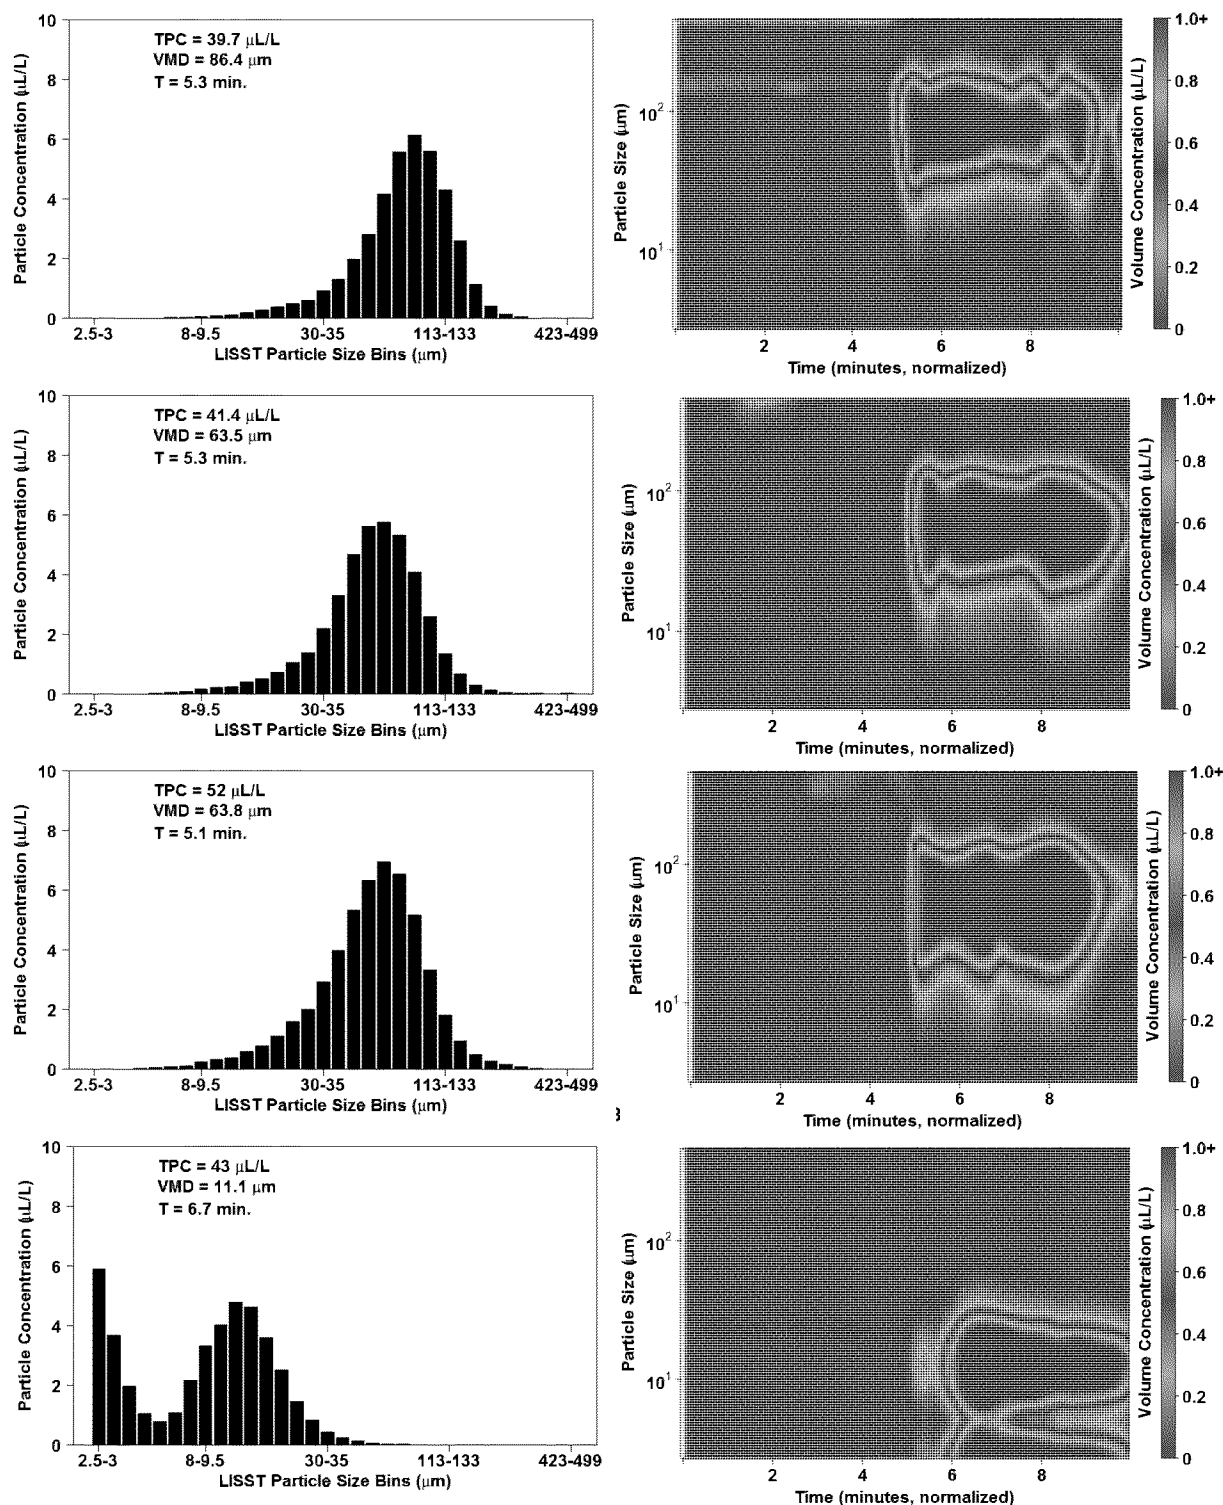 10
8
6
4
2
0
Particle Concentration (μL/L)
TPC = 39.7 μL/L
VMD = 86.4 μm
T = 5.3 min.
2.5-3 8-9.5 30-35 113-133 423-499
LISST Particle Size Bins (μm)
Particle Size (μm)
10²
10¹
2 4 6 8
Time (minutes, normalized)
Volume Concentration (μL/L)
1.0+
0.8
0.6
0.4
0.2
0
10
8
6
4
2
0
Particle Concentration (μL/L)
TPC = 41.4 μL/L
VMD = 63.5 μm
T = 5.3 min.
2.5-3 8-9.5 30-35 113-133 423-499
LISST Particle Size Bins (μm)
Particle Size (μm)
10²
10¹
2 4 6 8
Time (minutes, normalized)
Volume Concentration (μL/L)
1.0+
0.8
0.6
0.4
0.2
0
10
8
6
4
2
0
Particle Concentration (μL/L)
TPC = 52 μL/L
VMD = 63.8 μm
T = 5.1 min.
2.5-3 8-9.5 30-35 113-133 423-499
LISST Particle Size Bins (μm)
Particle Size (μm)
10²
10¹
2 4 6 8
Time (minutes, normalized)
Volume Concentration (μL/L)
1.0+
0.8
0.6
0.4
0.2
0
10
8
6
4
2
0
Particle Concentration (μL/L)
TPC = 43 μL/L
VMD = 11.1 μm
T = 6.7 min.
2.5-3 8-9.5 30-35 113-133 423-499
LISST Particle Size Bins (μm)
Particle Size (μm)
10²
10¹
2 4 6 8
Time (minutes, normalized)
Volume Concentration (μL/L)
1.0+
0.8
0.6
0.4
0.2
0